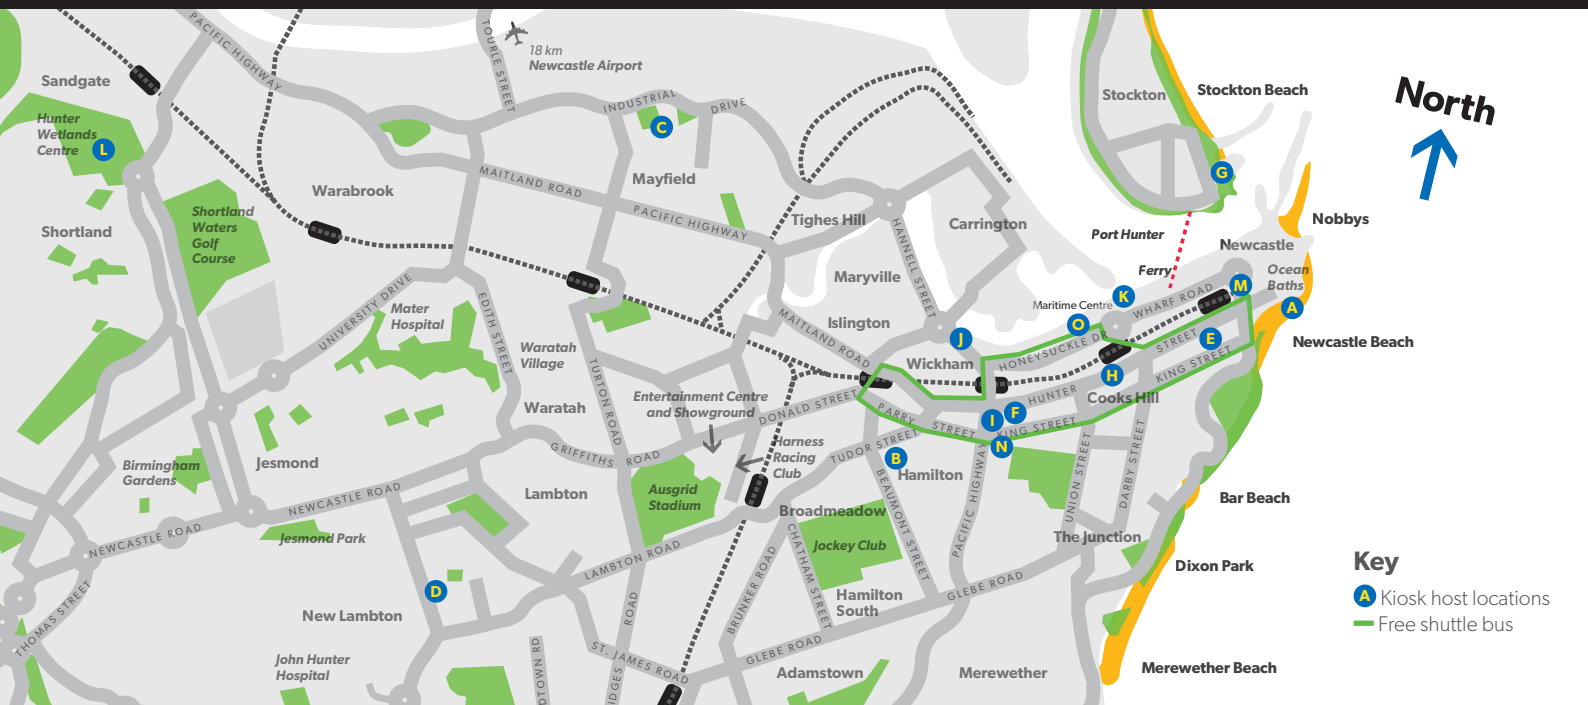 PACIFIC HIGHWAY
TOURLE STREET
18 km
Newcastle Airport
Sandgate
Hunter
Wetlands
Centre
L
INDUSTRIAL
DRIVE
C
Stockton
Stockton Beach
North
G
MAITLAND ROAD
Mayfield
Warabrook
PACIFIC HIGHWAY
Tighes Hill
Carrington
HANNELL STREET
Shortland
Waters
Golf
Course
Shortland
Port Hunter
Nobbys
Newcastle
Ferry
Ocean
Baths
Maryville
UNIVERSITY DRIVE
EDITH STREET
Mater
Hospital
K
Maritime Centre
WHARF ROAD
M
A
O
Islington
MAITLAND ROAD
J
HONEYSUCKLE DR
STREET
E
Newcastle Beach
Waratah
Village
Wickham
H
KING STREET
TURTON ROAD
Entertainment Centre
and Showground
DONALD STREET
HUNTER
Cooks Hill
Waratah
PARRY
STREET
I
F
KING STREET
N
GRIFFITHS ROAD
Harness
Racing
Club
TUDOR STREET
B
Hamilton
Birmingham
Gardens
Jesmond
NEWCASTLE ROAD
Lambton
Ausgrid
Stadium
BEAUMONT STREET
PACIFIC HIGHWAY
UNION STREET
DARBY STREET
Bar Beach
Broadmeadow
NEWCASTLE ROAD
Jesmond Park
Jockey Club
CHATHAM STREET
The Junction
LAMBTON ROAD
Dixon Park
Key
A Kiosk host locations
Free shuttle bus
D
BRUNKER ROAD
Hamilton
South
GLEBE ROAD
New Lambton
THOMAS STREET
ROAD
ST. JAMES ROAD
GLEBE ROAD
John Hunter
Hospital
DTOWN RD
IDGES
Adamstown
Merewether
Merewether Beach